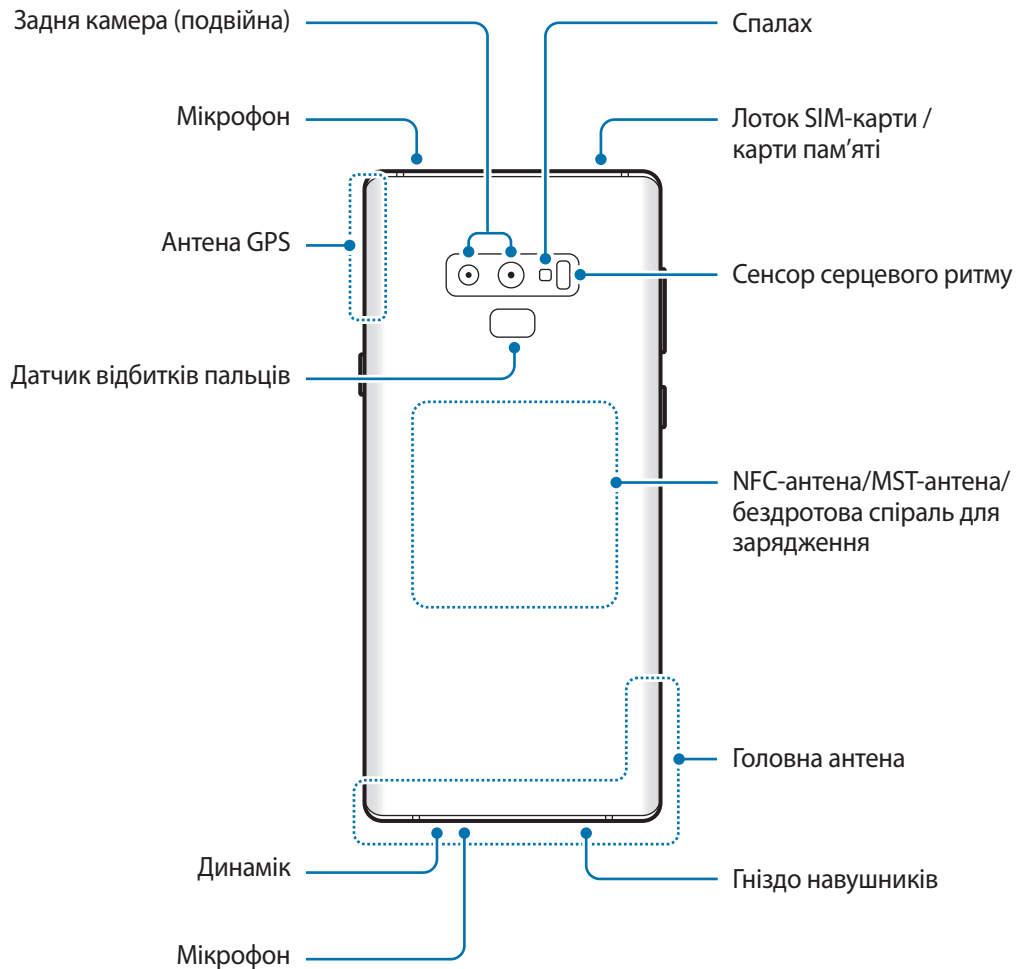 Задня камера (подвійна)
Спалах
Мікрофон
Лоток SIM-карти /
карти пам’яті
Антена GPS
Сенсор серцевого ритму
Датчик відбитків пальців
NFC-антена/MST-антена/
бездротова спіраль для
зарядження
Головна антена
Динамік
Гніздо навушників
Мікрофон